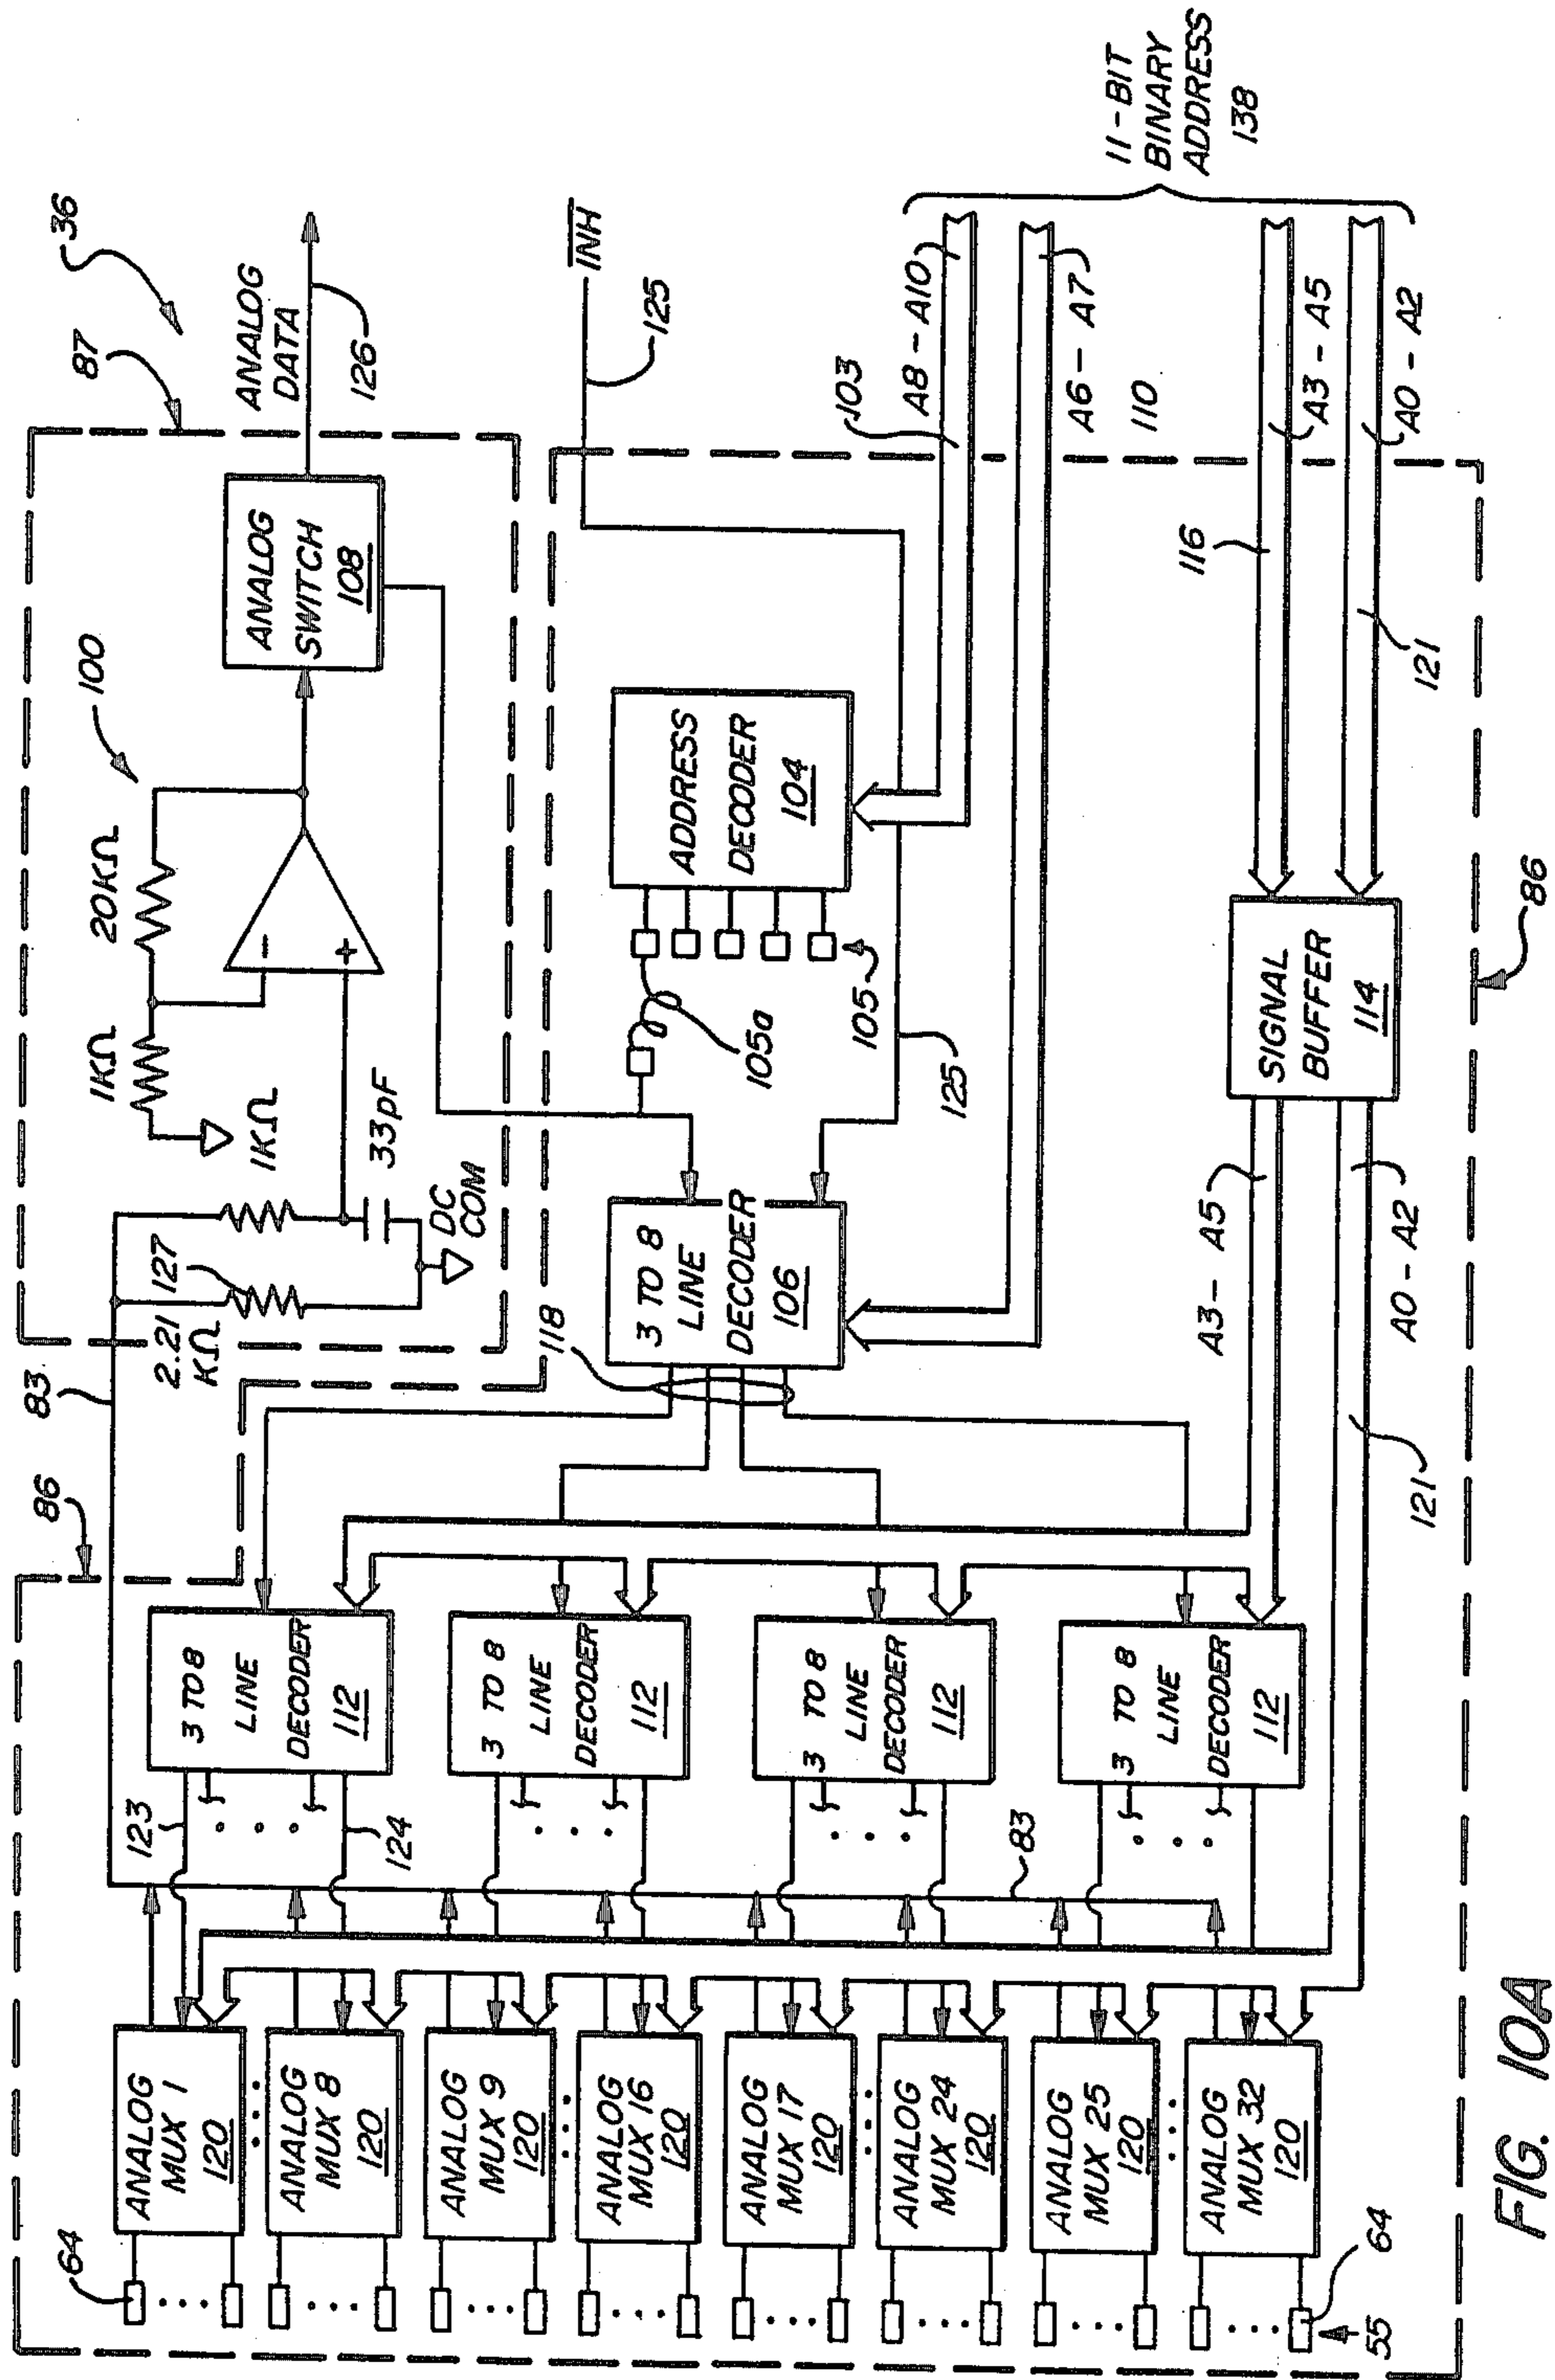 36
87
ANALOG
DATA
126
100
20KΩ
1KΩ
1KΩ
33pF
DC
COM
127
2.21
KΩ
83
86
ANALOG
SWITCH
108
INH
125
118
3 TO 8
LINE
DECODER
106
105a
105
125
ADDRESS
DECODER
104
103
A8 - A10
A6 - A7
110
11-BIT
BINARY
ADDRESS
138
116
A3 - A5
A0 - A2
121
SIGNAL
BUFFER
114
86
A3 - A5
A0 - A2
121
123
124
83
3 TO 8
LINE
DECODER
112
3 TO 8
LINE
DECODER
112
3 TO 8
LINE
DECODER
112
3 TO 8
LINE
DECODER
112
64
ANALOG
MUX 1
120
ANALOG
MUX 8
120
ANALOG
MUX 9
120
ANALOG
MUX 16
120
ANALOG
MUX 17
120
ANALOG
MUX 24
120
ANALOG
MUX 25
120
ANALOG
MUX 32
120
64
55
-
+
FIG. 10A